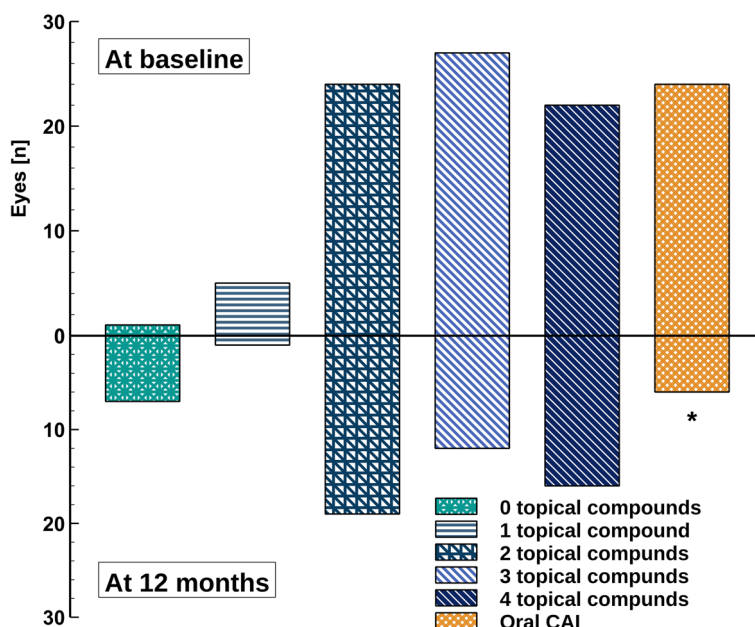 30
At baseline
20
Eyes [n]
10
0
*
10
0 topical compounds
1 topical compound
20
2 topical compunds
3 topical compunds
At 12 months
4 topical compunds
30
Oral CAI